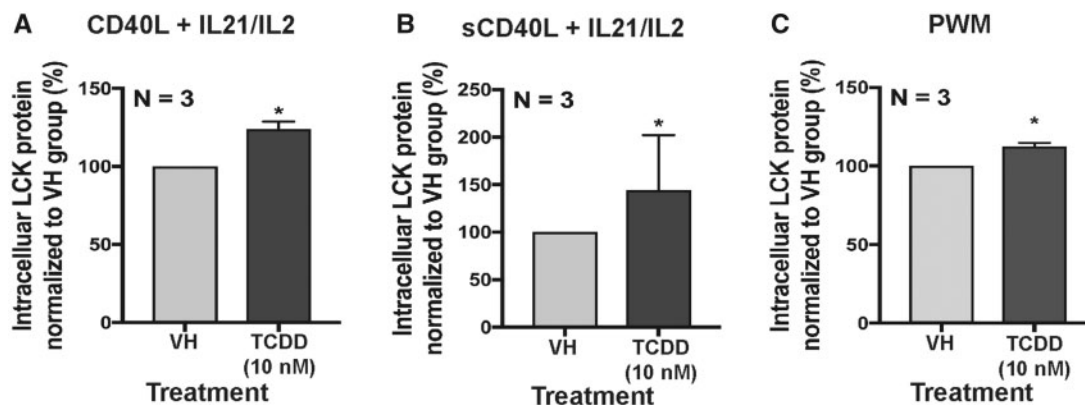 A
CD40L + IL21/IL2
Intracelluar LCK protein
normalized to VH group (%)
150
100
50
0
N = 3
*
VH
TCDD
(10 nM)
Treatment
B
sCD40L + IL21/IL2
Intracelluar LCK protein
normalized to VH group (%)
250
200
150
100
50
0
N = 3
*
VH
TCDD
(10 nM)
Treatment
C
PWM
Intracelluar LCK protein
normalized to VH group (%)
150
100
50
0
N = 3
*
VH
TCDD
(10 nM)
Treatment